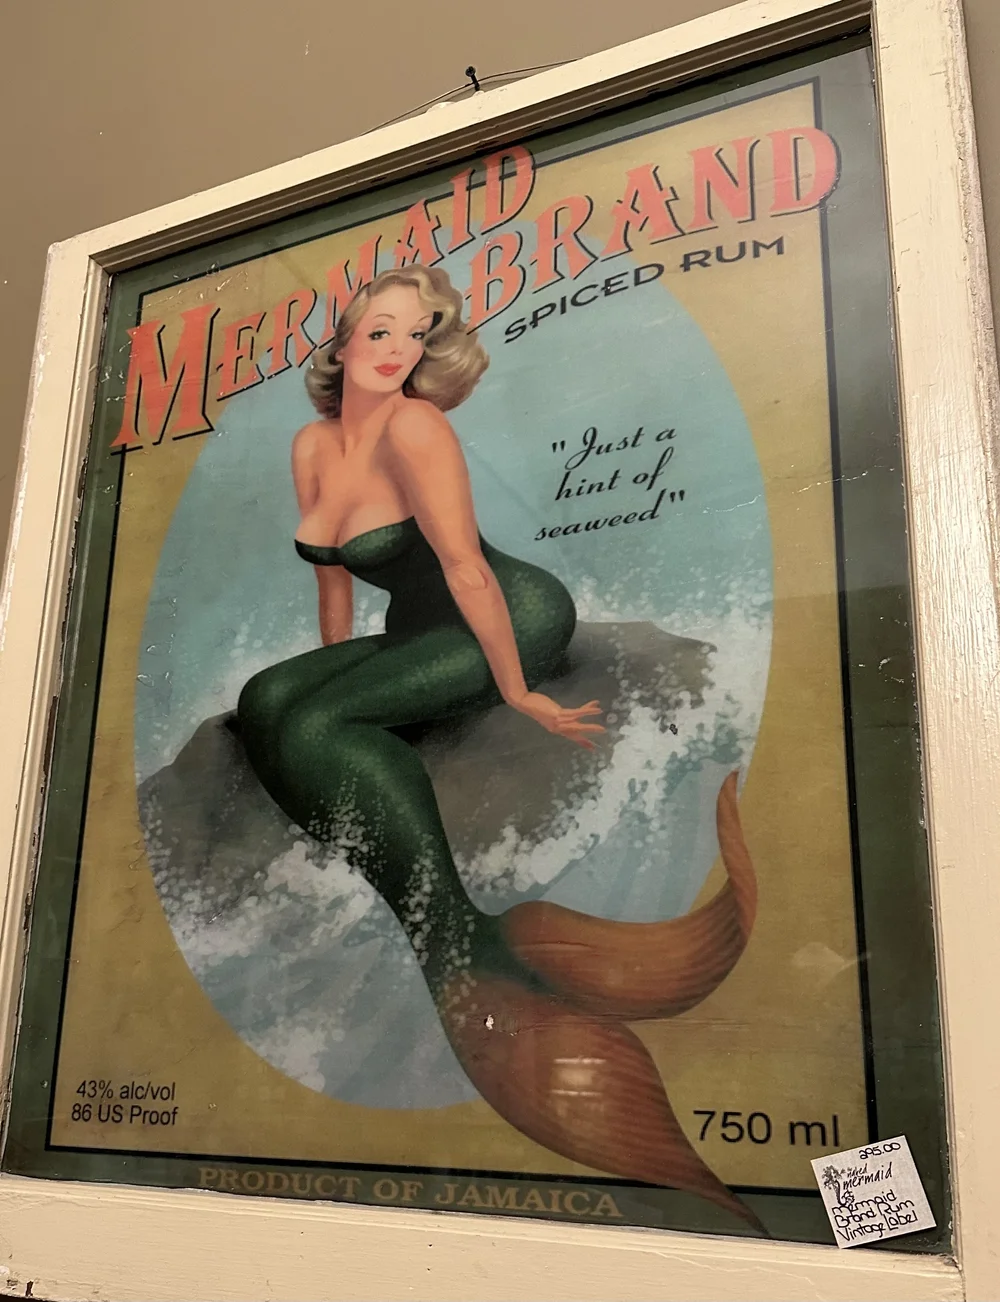 MERMAID
BRAND
SPICED RUM
"Just a
hint of
seaweed"
43% alc/vol
86 US Proof
750 ml
PRODUCT OF JAMAICA
295.00
naked
mermaid
Mermaid
Brand Rum
Vintage Label